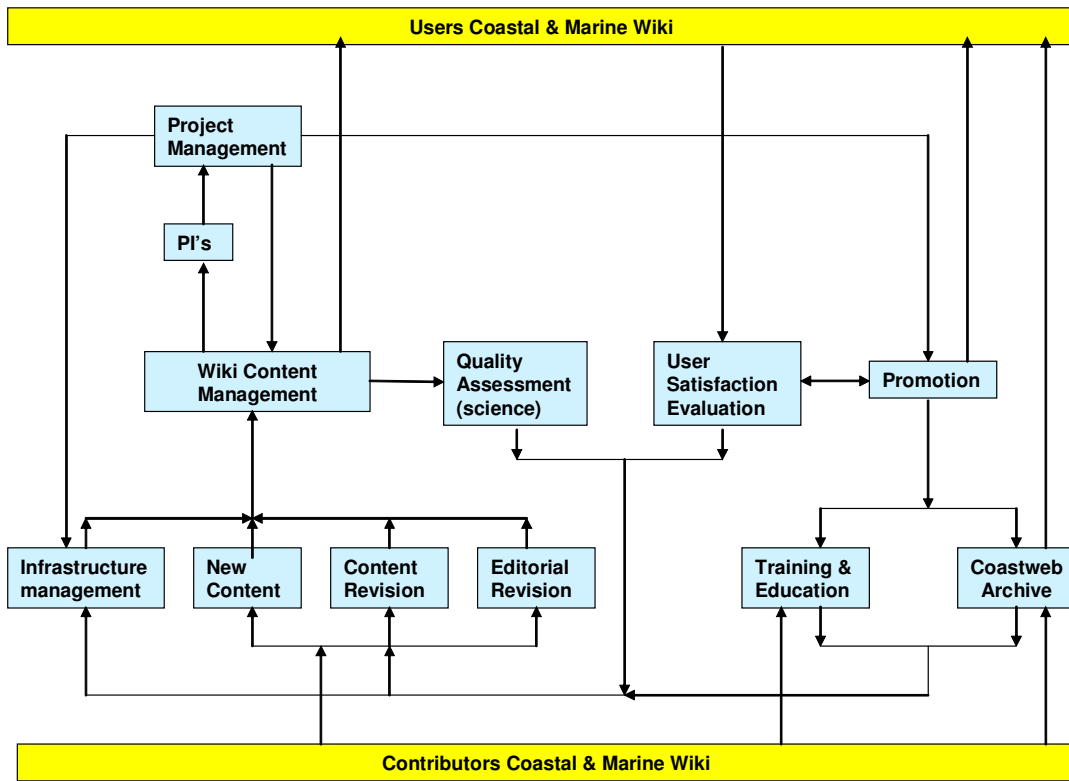 Users Coastal & Marine Wiki
Project
Management
PI's
Wiki Content
Management
Quality
Assessment
(science)
User
Satisfaction
Evaluation
Promotion
Infrastructure
management
New
Content
Content
Revision
Editorial
Revision
Training &
Education
Coastweb
Archive
Contributors Coastal & Marine Wiki